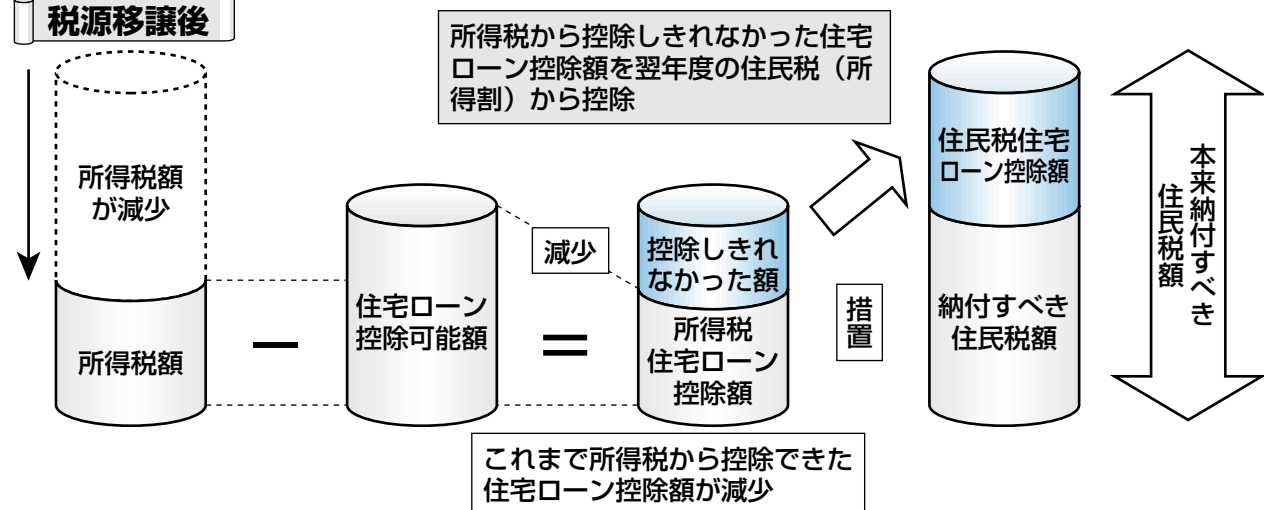 税源移譲後
所得税から控除しきれなかった住宅
ローン控除額を翌年度の住民税（所
得割）から控除
所得税額
が減少
所得税額
－
住宅ローン
控除可能額
減少
＝
控除しきれ
なかった額
所得税
住宅ローン
控除額
措置
住民税住宅
ローン控除額
納付すべき
住民税額
本来納付すべき
住民税額
これまで所得税から控除できた
住宅ローン控除額が減少